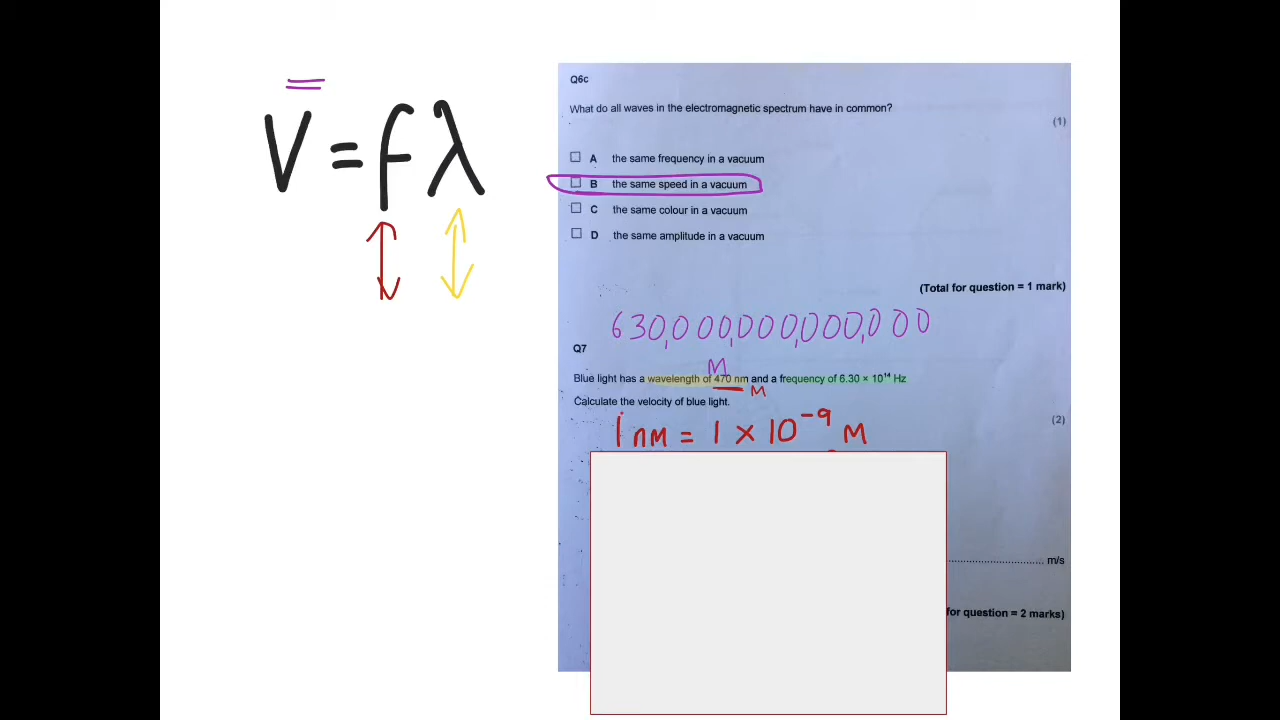 V = f λ
Q6c
What do all waves in the electromagnetic spectrum have in common?
(1)
A the same frequency in a vacuum
B the same speed in a vacuum
C the same colour in a vacuum
D the same amplitude in a vacuum
(Total for question = 1 mark)
630,000,000,000,000
Q7
M
Blue light has a wavelength of 470 nm and a frequency of 6.30 × 10¹⁴ Hz
M
Calculate the velocity of blue light.
(2)
1 nM = 1 × 10⁻⁹ M
m/s
for question = 2 marks)